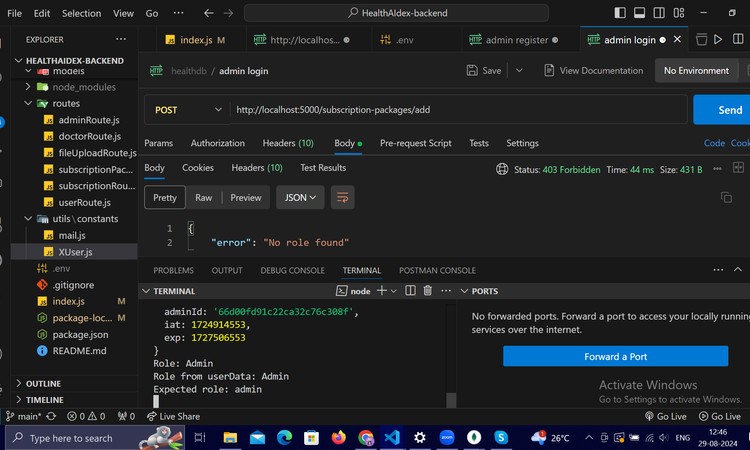 File Edit Selection View Go ··· HealthAIdex-backend
EXPLORER ···
index.js M
http://localhos...
.env
admin register
admin login
HEALTHAIDEX-BACKEND
models
node_modules
routes
adminRoute.js
doctorRoute.js
fileUploadRoute.js
subscriptionPac...
subscriptionRou...
userRoute.js
utils \ constants
mail.js
XUser.js
.env
.gitignore
index.js M
package-loc... M
package.json
README.md
OUTLINE
TIMELINE
healthdb / admin login
Save
View Documentation
No Environment
POST http://localhost:5000/subscription-packages/add Send
Params Authorization Headers (10) Body Pre-request Script Tests Settings Code Cook
Body Cookies Headers (10) Test Results Status: 403 Forbidden Time: 44 ms Size: 431 B ···
Pretty Raw Preview JSON
1 {
2 "error": "No role found"
PROBLEMS OUTPUT DEBUG CONSOLE TERMINAL POSTMAN CONSOLE ···
TERMINAL node ···
adminId: '66d00fd91c22ca32c76c308f',
iat: 1724914553,
exp: 1727506553
}
Role: Admin
Role from userData: Admin
Expected role: admin
PORTS
No forwarded ports. Forward a port to access your locally running
services over the internet.
Forward a Port
Activate Windows
Go to Settings to activate Windows.
main* 0 0 0 Live Share Go Live Go Live
Type here to search
26°C
ENG
12:46
29-08-2024